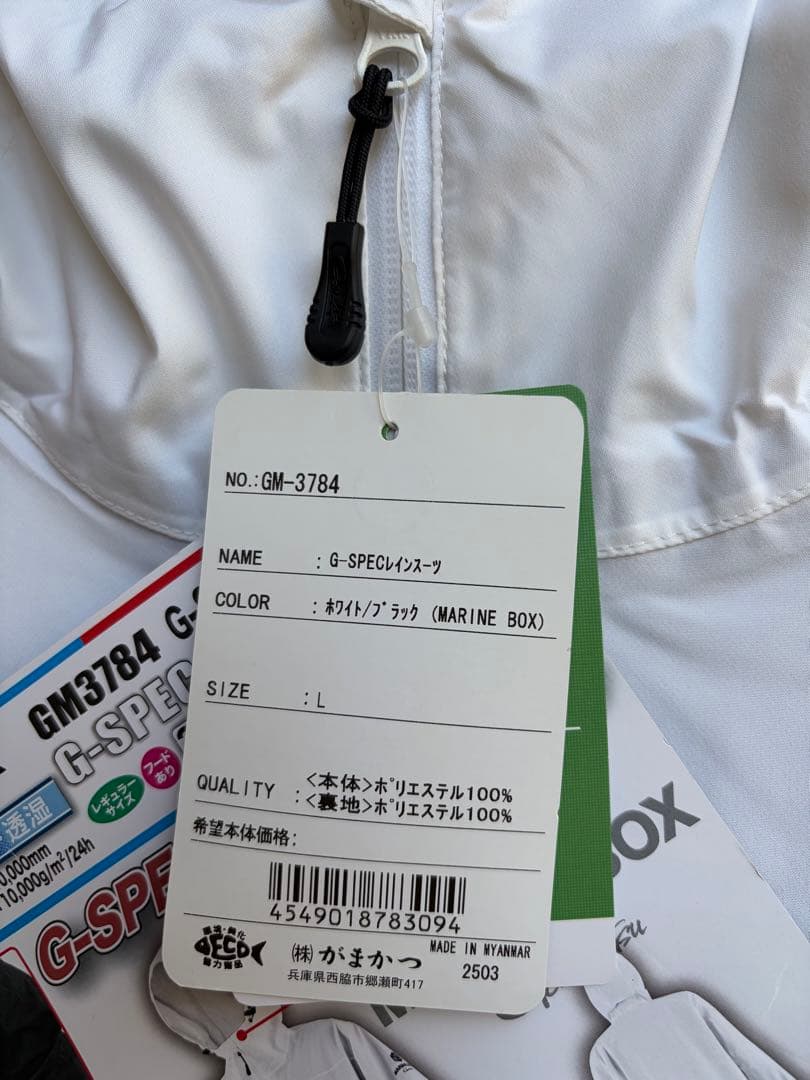 NO.:GM-3784
NAME : G-SPECﾚｲﾝｽｰﾂ
COLOR : ﾎﾜｲﾄ/ﾌﾞﾗｯｸ (MARINE BOX)
SIZE : L
QUALITY : <本体>ﾎﾟﾘｴｽﾃﾙ100%
<裏地>ﾎﾟﾘｴｽﾃﾙ100%
希望本体価格:
4549018783094
DECO
(株) がまかつ
MADE IN MYANMAR
兵庫県西脇市郷瀬町417
2503
GM3784 G-
G-SPEC
レギュラー
サイズ
フード
あり
透湿
0,000mm
10,000g/m²/24h
G-SPE
OX